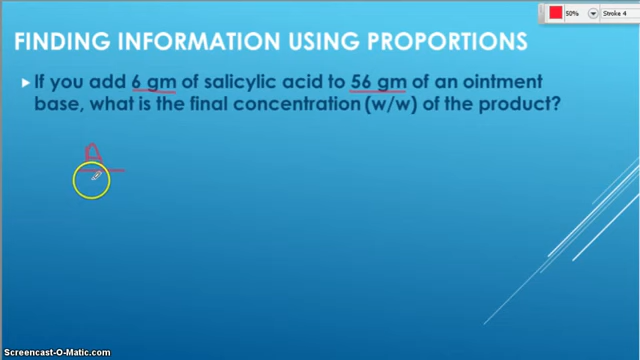 50%
Stroke 4
FINDING INFORMATION USING PROPORTIONS
If you add 6 gm of salicylic acid to 56 gm of an ointment
base, what is the final concentration (w/w) of the product?
A
Screencast-O-Matic.com